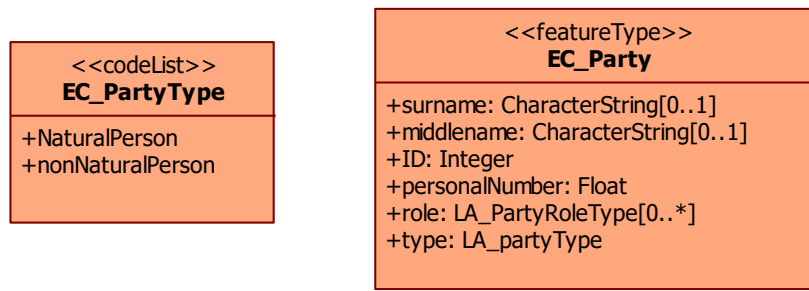 <<codeList>>
EC_PartyType
+NaturalPerson
+nonNaturalPerson
<<featureType>>
EC_Party
+surname: CharacterString[0..1]
+middlename: CharacterString[0..1]
+ID: Integer
+personalNumber: Float
+role: LA_PartyRoleType[0..*]
+type: LA_partyType